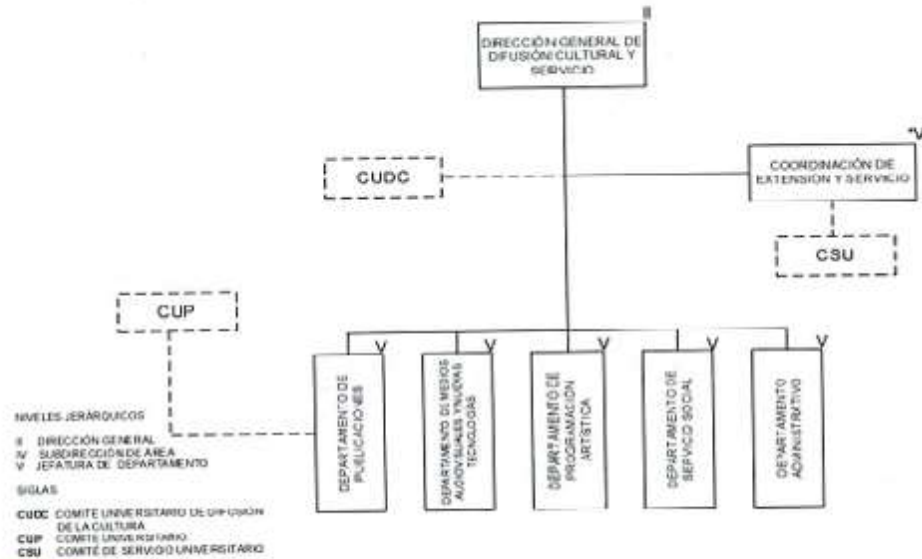 II
DIRECCIÓN GENERAL DE
DIFUSIÓN CULTURAL Y
SERVICIO
"V
COORDINACIÓN DE
EXTENSIÓN Y SERVICIO
CUDC
CSU
CUP
V
V
V
V
V
DEPARTAMENTO DE
PUBLICACIONES
DEPARTAMENTO DE MEDIOS
AUDIOVISUALES Y NUEVAS
TECNOLOGAS
DEPARTAMENTO DE
PROGRAMACIÓN
ARTÍSTICA
DEPARTAMENTO DE
SERVICIO SOCIAL
DEPARTAMENTO
ADMINISTRATIVO
NIVELES JERÁRQUICOS
II DIRECCIÓN GENERAL
IV SUBDIRECCIÓN DE ÁREA
V JEFATURA DE DEPARTAMENTO
SIGLAS
CUDC COMITÉ UNIVERSITARIO DE DIFUSIÓN
DE LA CULTURA
CUP COMITÉ UNIVERSITARIO
CSU COMITÉ DE SERVICIO UNIVERSITARIO